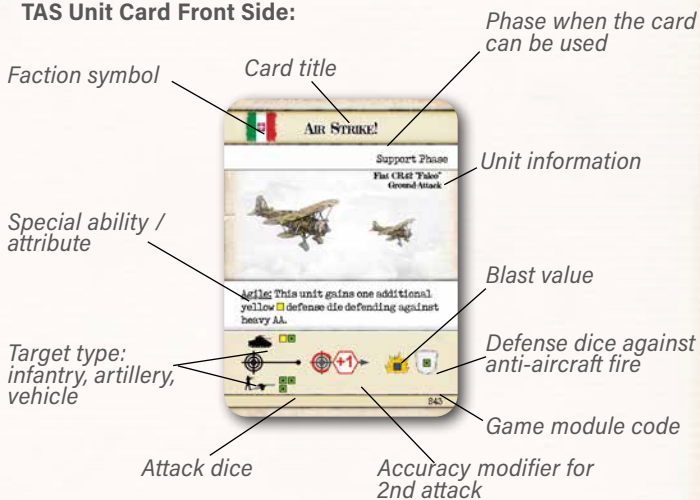 TAS Unit Card Front Side:
Phase when the card
can be used
Faction symbol
Card title
AIR STRIKE!
Support Phase
Fiat CR.42 "Falco"
Ground-Attack
Unit information
Special ability /
attribute
Agile: This unit gains one additional
yellow defense die defending against
heavy AA.
Blast value
+1
Target type:
infantry, artillery,
vehicle
Defense dice against
anti-aircraft fire
Game module code
Attack dice
Accuracy modifier for
2nd attack